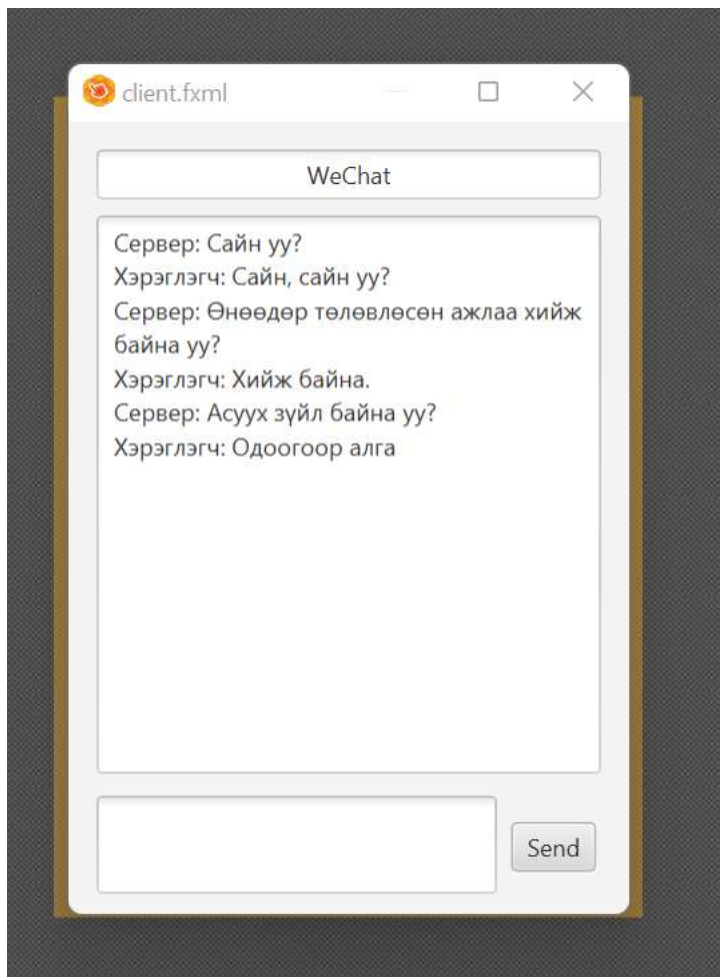 client.fxml
WeChat
Сервер: Сайн уу?
Хэрэглэгч: Сайн, сайн уу?
Сервер: Өнөөдөр төлөвлөсөн ажлаа хийж
байна уу?
Хэрэглэгч: Хийж байна.
Сервер: Асуух зүйл байна уу?
Хэрэглэгч: Одоогоор алга
Send